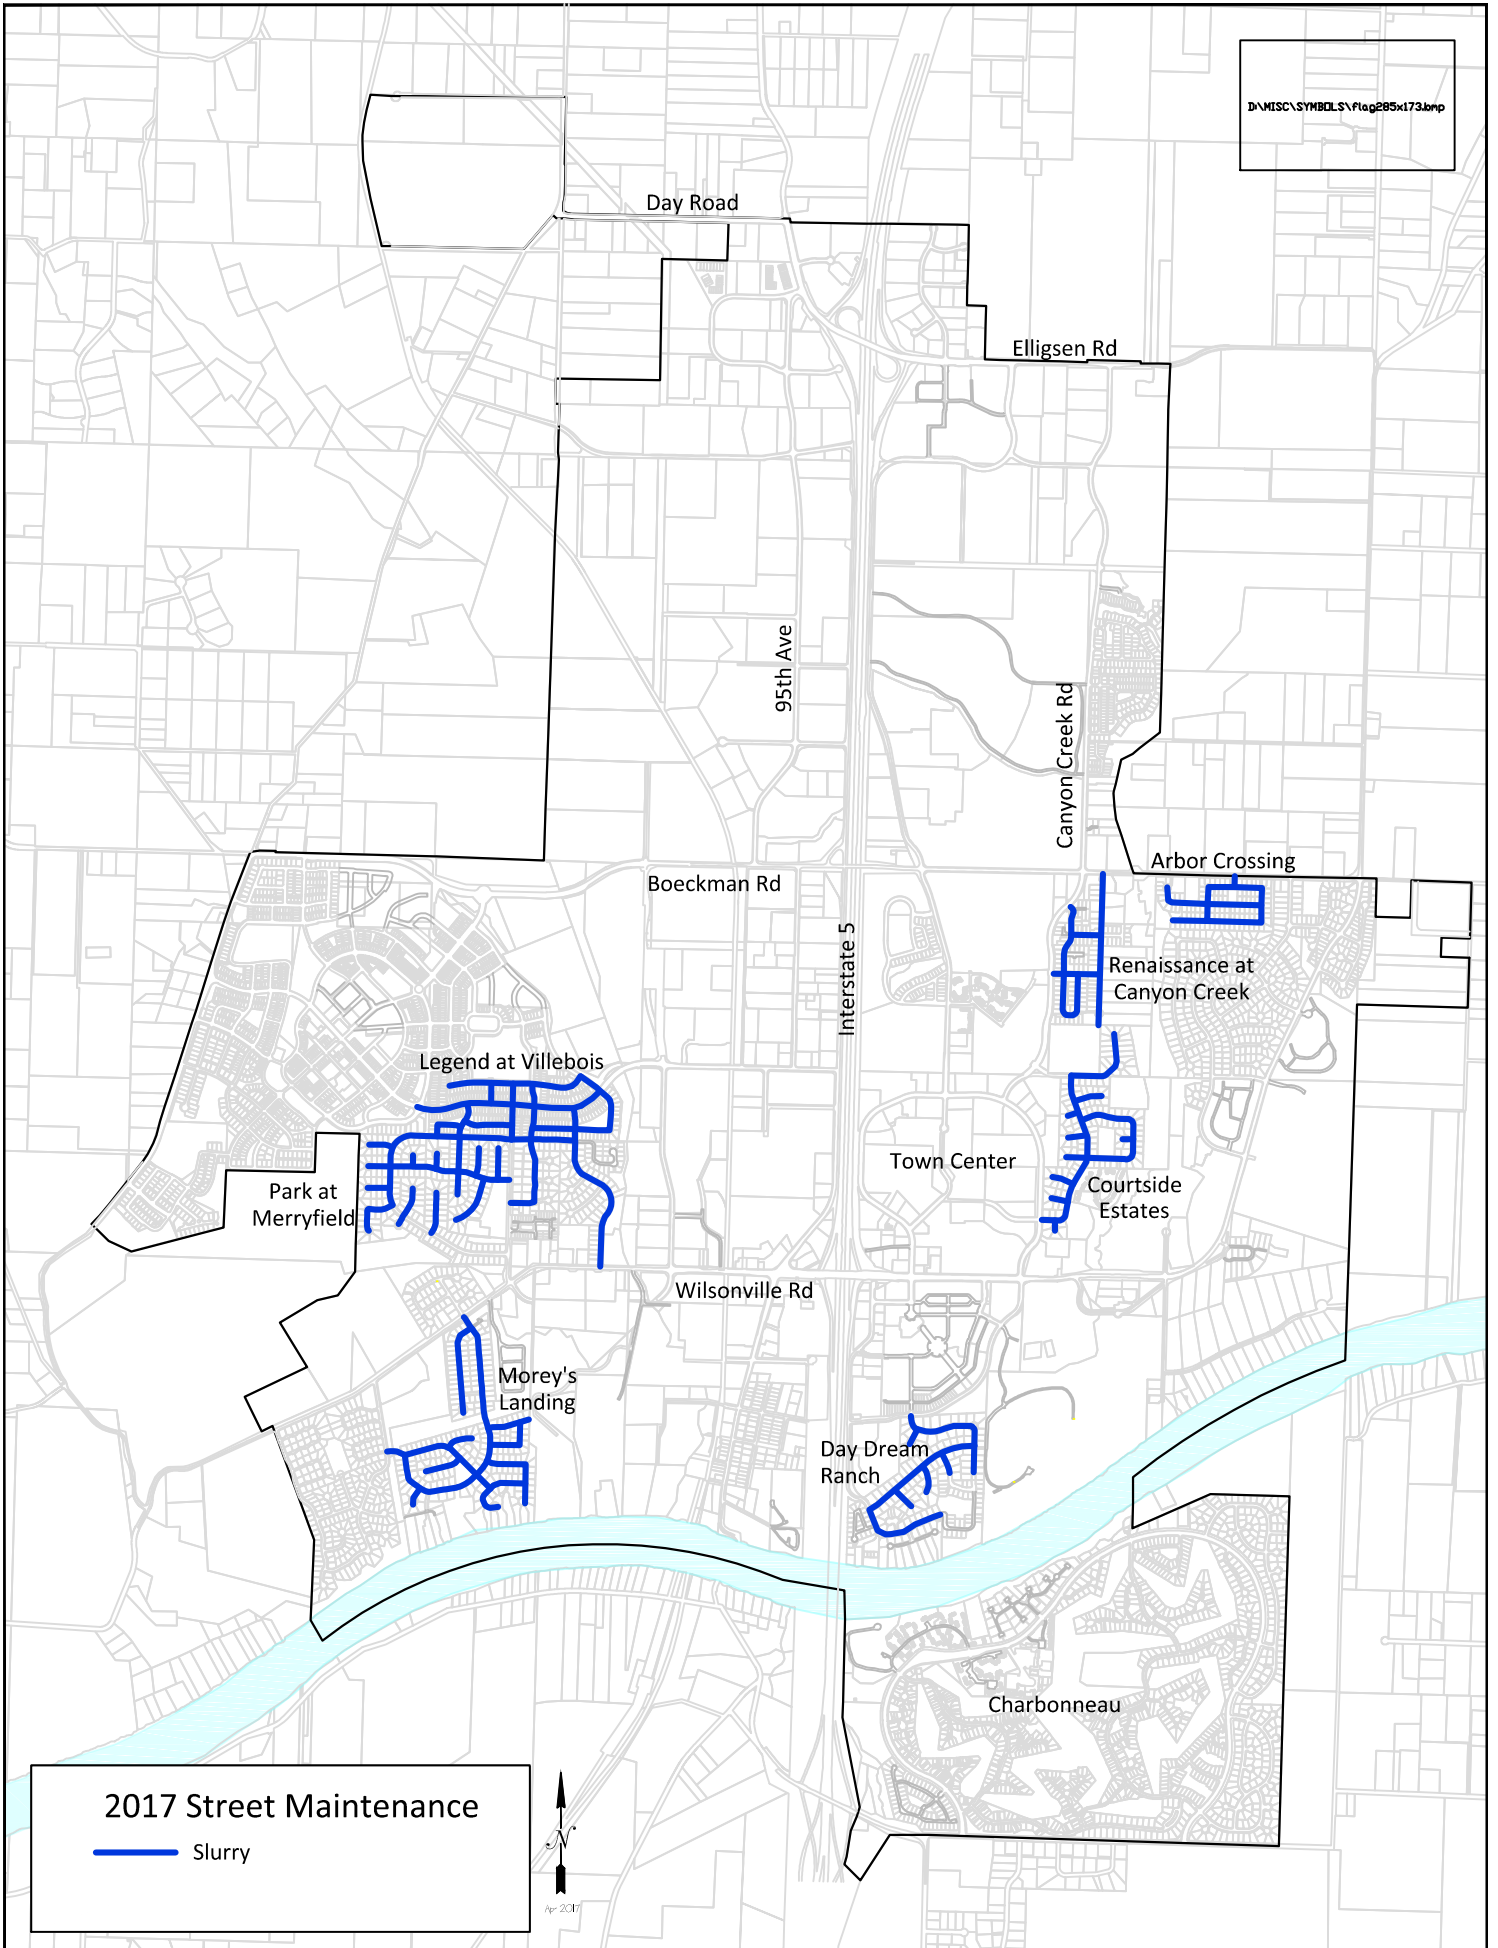 D:\MISC\SYMBOLS\flag285x173.bmp
Day Road
Elligsen Rd
95th Ave
Canyon Creek Rd
Arbor Crossing
Boeckman Rd
Interstate 5
Renaissance at
Canyon Creek
Legend at Villebois
Town Center
Park at
Merryfield
Courtside
Estates
Wilsonville Rd
Morey's
Landing
Day Dream
Ranch
Charbonneau
2017 Street Maintenance
Slurry
N
Apr 2017